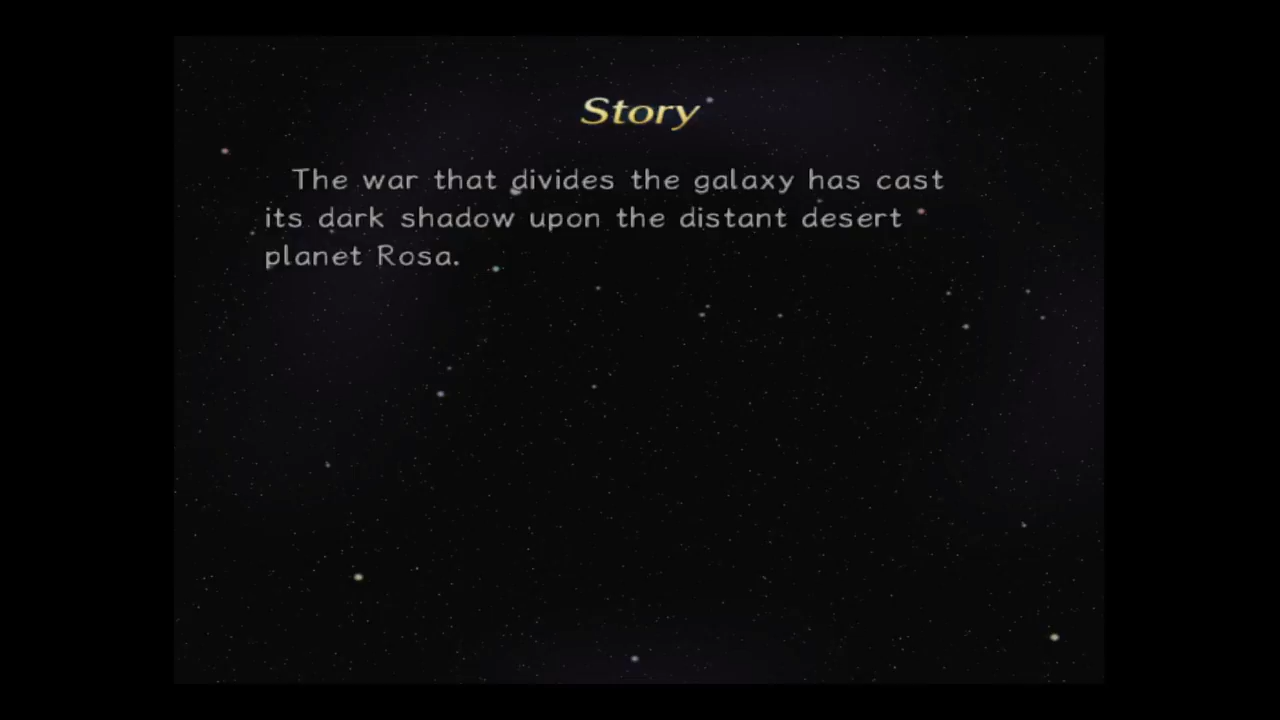 Story
The war that divides the galaxy has cast
its dark shadow upon the distant desert
planet Rosa.